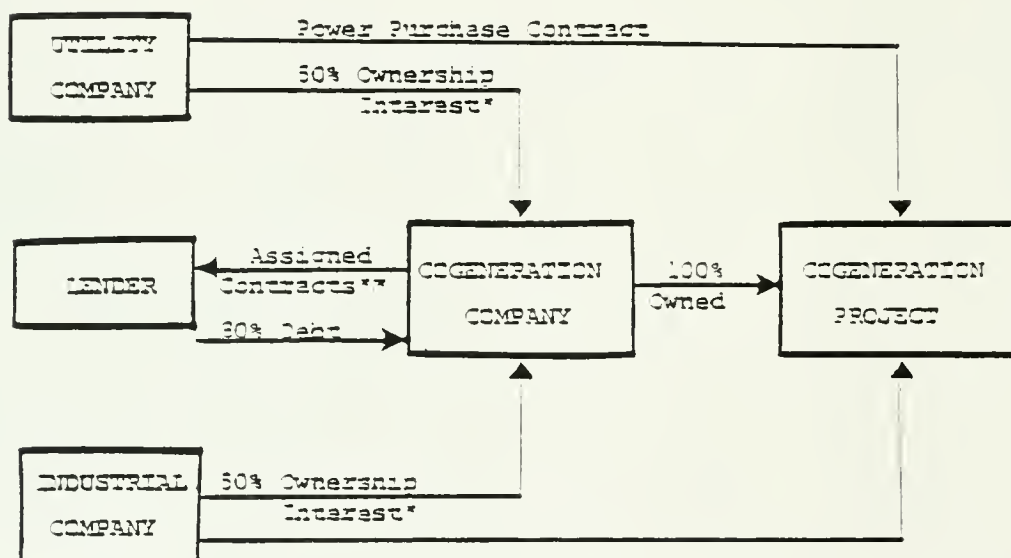 Power Purchase Contract
UTILITY
COMPANY
50% Ownership
Interest*
Assigned
Contracts**
LENDER
COGENERATION
COMPANY
100%
Owned
COGENERATION
PROJECT
80% Debt
INDUSTRIAL
COMPANY
50% Ownership
Interest*